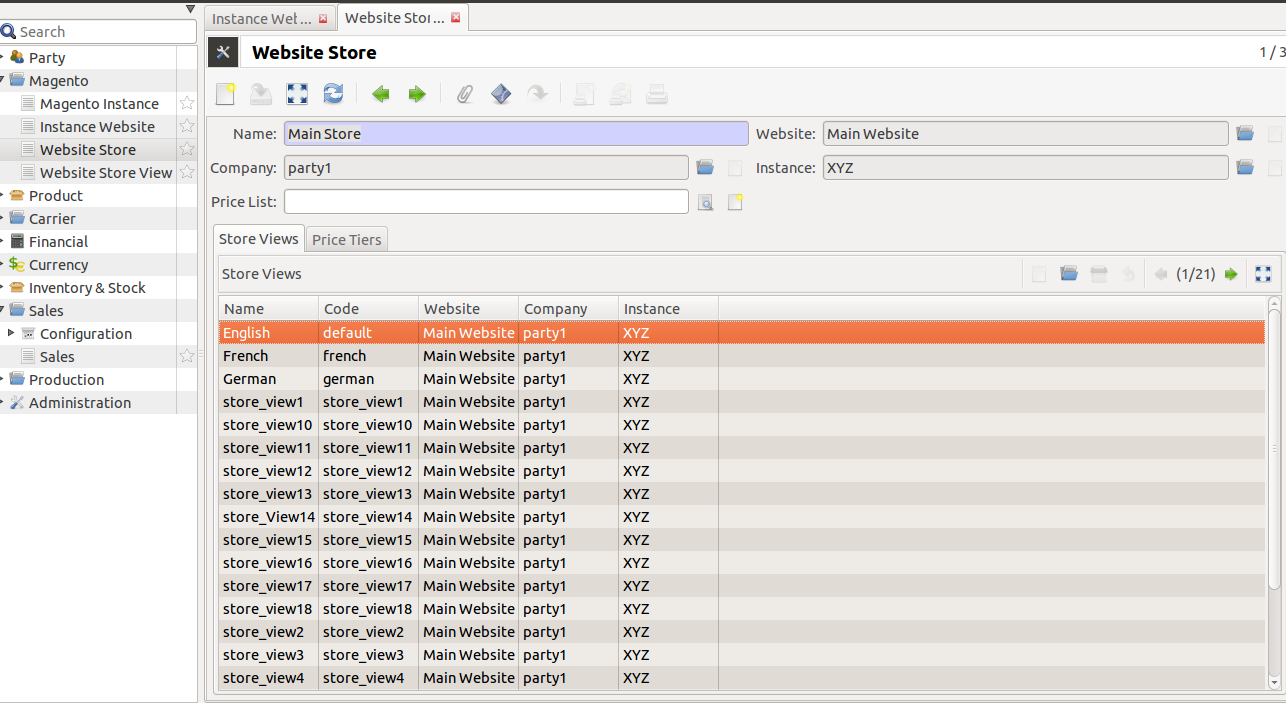 Instance Wet ...
Website Stor...
Search
Party
Magento
Magento Instance
Instance Website
Website Store
Website Store View
Product
Carrier
Financial
Currency
Inventory & Stock
Sales
Configuration
Sales
Production
Administration
Website Store
1 / 3
Name: Main Store Website: Main Website
Company: party1 Instance: XYZ
Price List:
Store Views Price Tiers
Store Views (1/21)
Name Code Website Company Instance
English default Main Website party1 XYZ
French french Main Website party1 XYZ
German german Main Website party1 XYZ
store_view1 store_view1 Main Website party1 XYZ
store_view10 store_view10 Main Website party1 XYZ
store_view11 store_view11 Main Website party1 XYZ
store_view12 store_view12 Main Website party1 XYZ
store_view13 store_view13 Main Website party1 XYZ
store_View14 store_view14 Main Website party1 XYZ
store_view15 store_view15 Main Website party1 XYZ
store_view16 store_view16 Main Website party1 XYZ
store_view17 store_view17 Main Website party1 XYZ
store_view18 store_view18 Main Website party1 XYZ
store_view2 store_view2 Main Website party1 XYZ
store_view3 store_view3 Main Website party1 XYZ
store_view4 store_view4 Main Website party1 XYZ